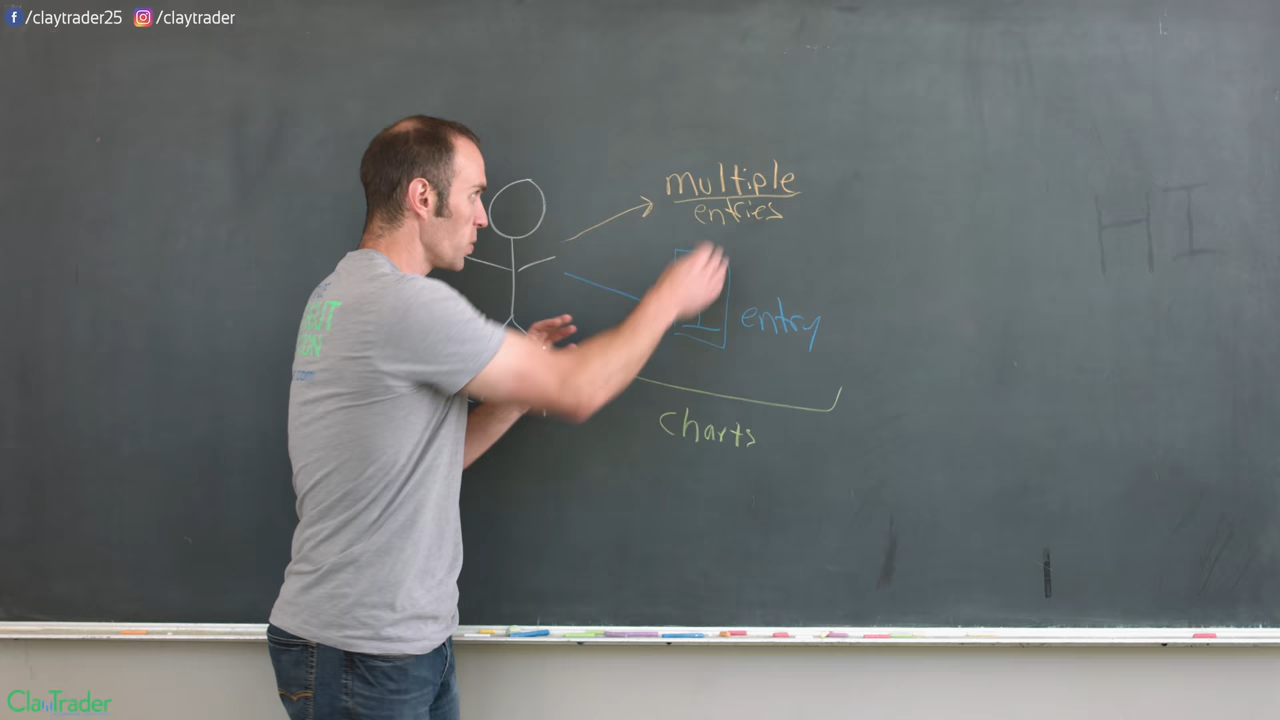 /claytrader25 /claytrader
multiple
entries
1 entry
charts
HI
ClayTrader